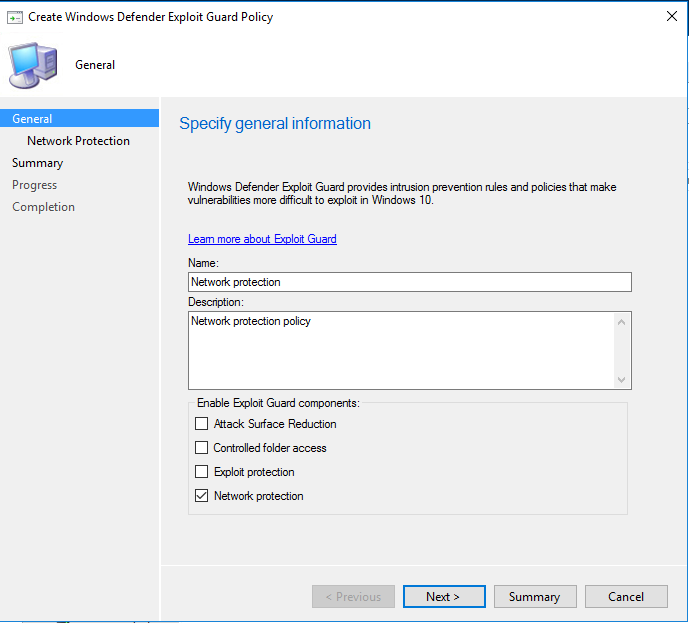 Create Windows Defender Exploit Guard Policy
General
General
Network Protection
Summary
Progress
Completion
Specify general information
Windows Defender Exploit Guard provides intrusion prevention rules and policies that make
vulnerabilities more difficult to exploit in Windows 10.
Learn more about Exploit Guard
Name:
Network protection
Description:
Network protection policy
Enable Exploit Guard components:
Attack Surface Reduction
Controlled folder access
Exploit protection
Network protection
< Previous
Next >
Summary
Cancel